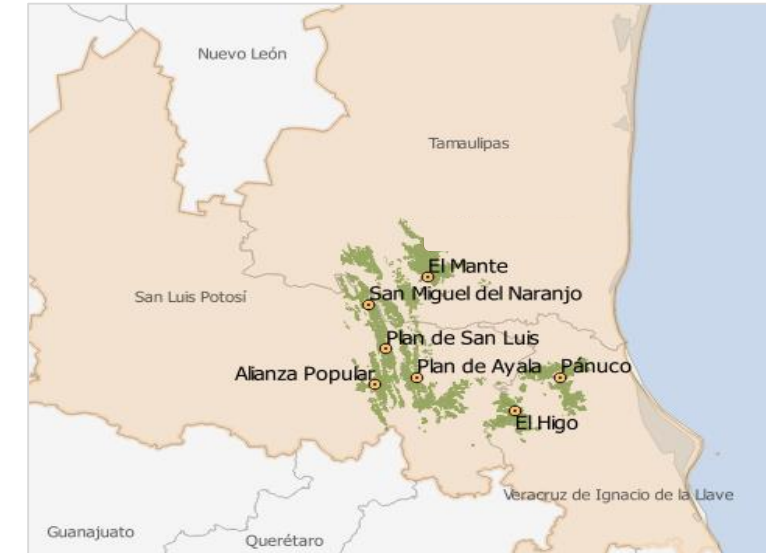 Nuevo León
Tamaulipas
El Mante
San Luis Potosí
San Miguel del Naranjo
Plan de San Luis
Alianza Popular
Plan de Ayala
Pánuco
El Higo
Veracruz de Ignacio de la Llave
Guanajuato
Querétaro